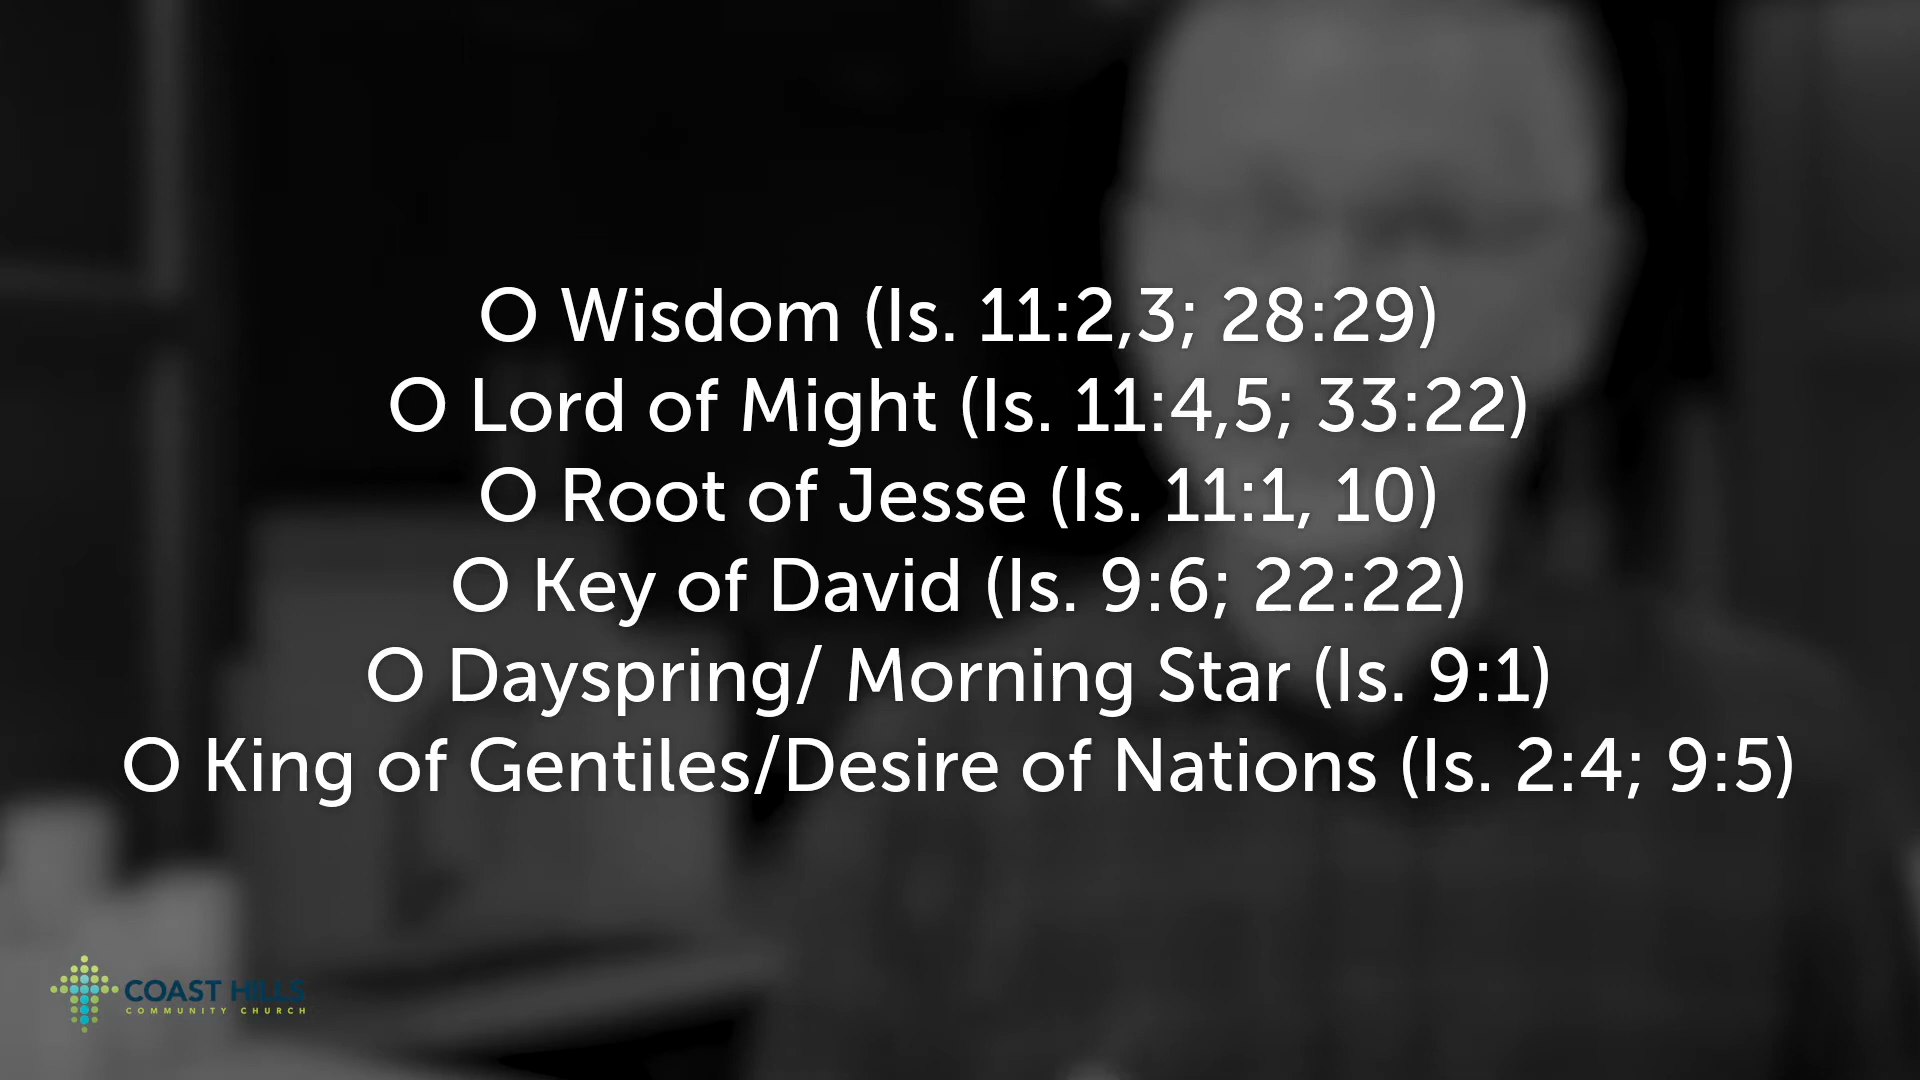 O Wisdom (Is. 11:2,3; 28:29)
O Lord of Might (Is. 11:4,5; 33:22)
O Root of Jesse (Is. 11:1, 10)
O Key of David (Is. 9:6; 22:22)
O Dayspring/ Morning Star (Is. 9:1)
O King of Gentiles/Desire of Nations (Is. 2:4; 9:5)
COAST HILLS
COMMUNITY CHURCH